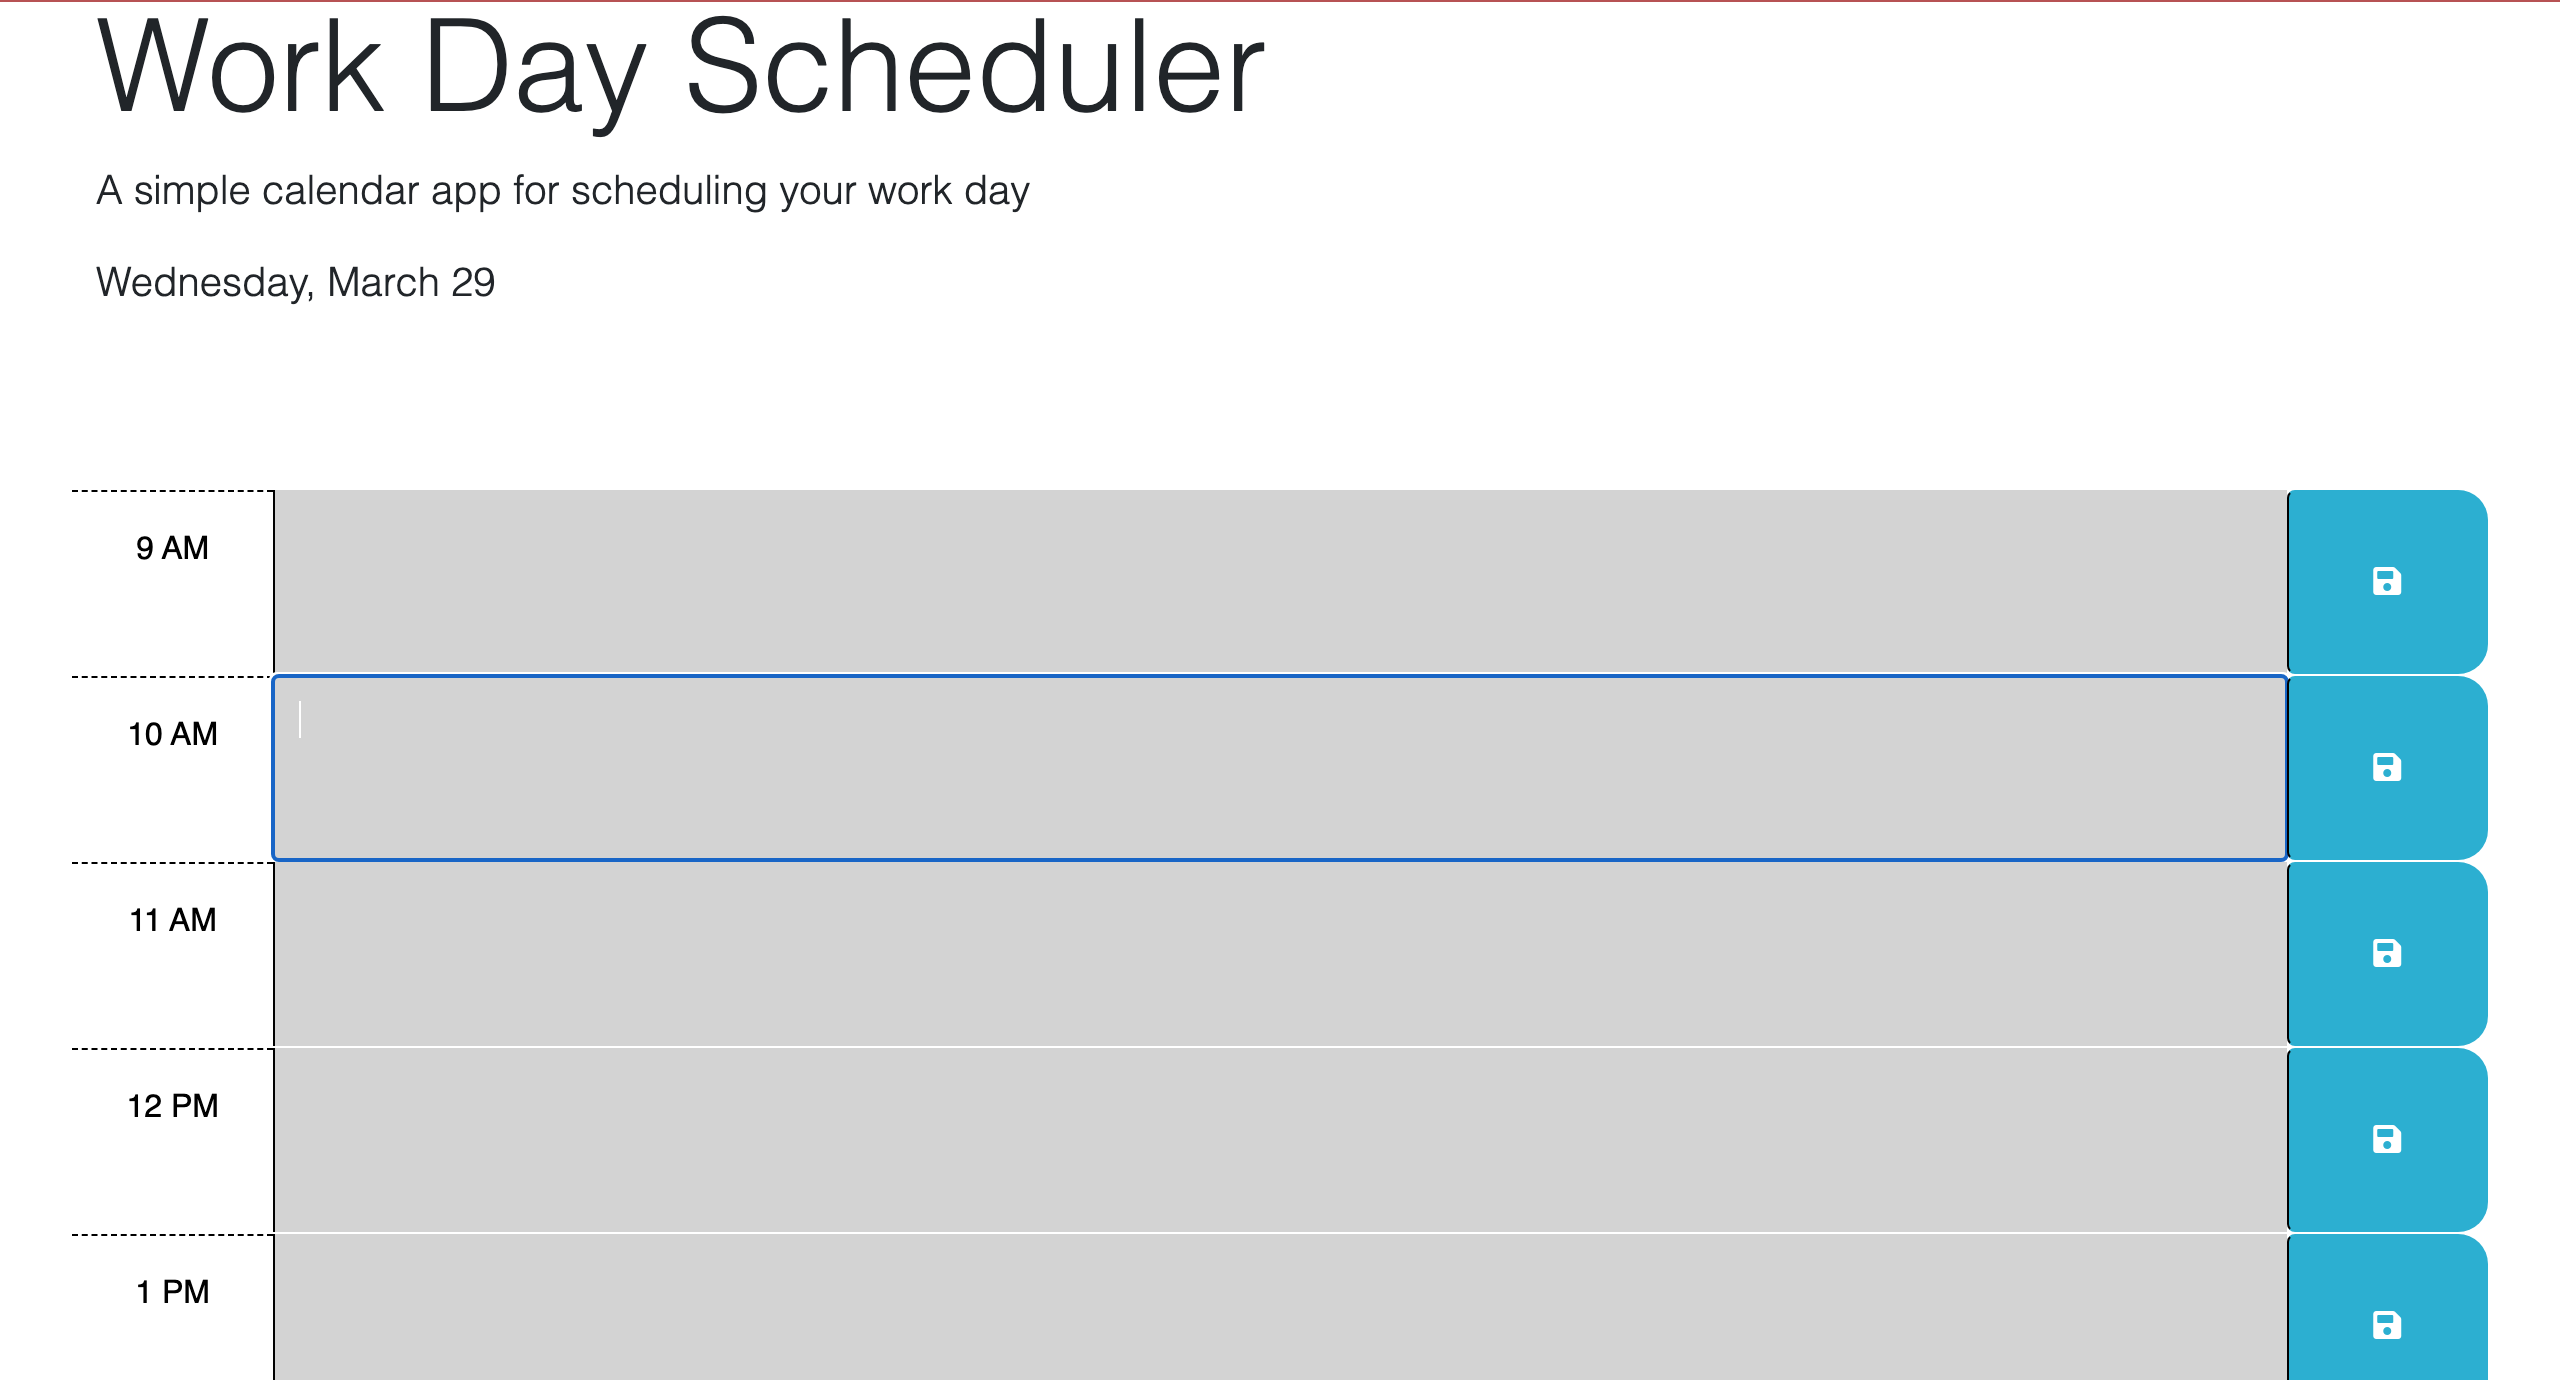 Work Day Scheduler
A simple calendar app for scheduling your work day
Wednesday, March 29
9 AM
10 AM
11 AM
12 PM
1 PM